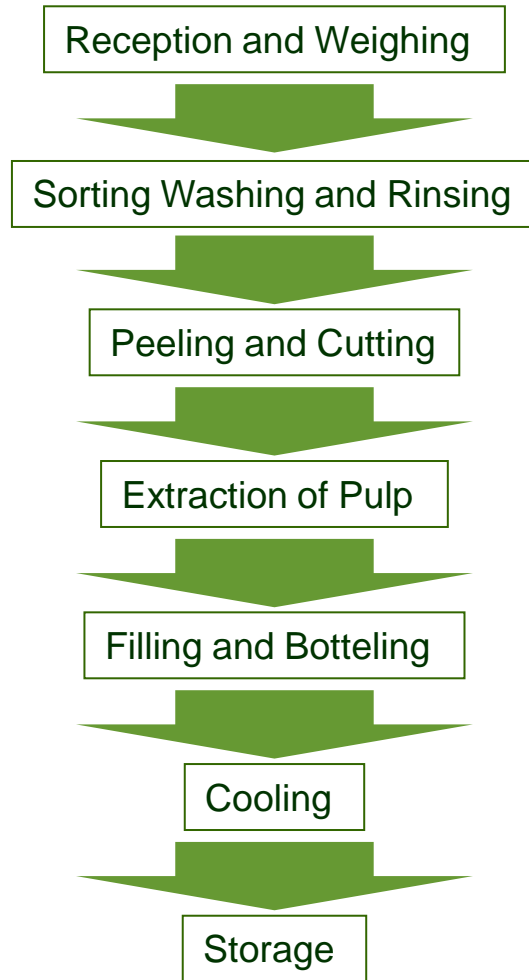 Reception and Weighing
Sorting Washing and Rinsing
Peeling and Cutting
Extraction of Pulp
Filling and Botteling
Cooling
Storage